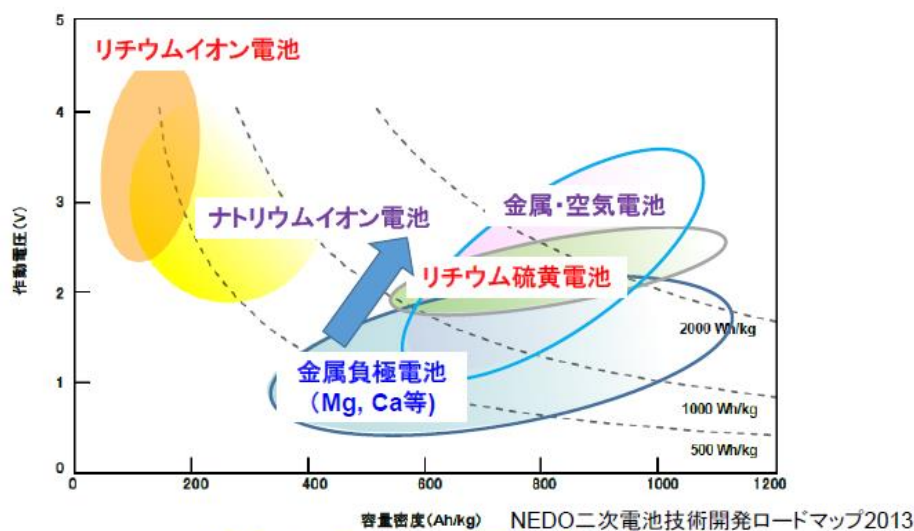 5
リチウムイオン電池
4
3
金属・空気電池
ナトリウムイオン電池
作動電圧(V)
リチウム硫黄電池
2
2000 Wh/kg
金属負極電池
（Mg, Ca等)
1
1000 Wh/kg
500 Wh/kg
0
0 200 400 600 800 1000 1200
容量密度(Ah/kg) NEDO二次電池技術開発ロードマップ2013